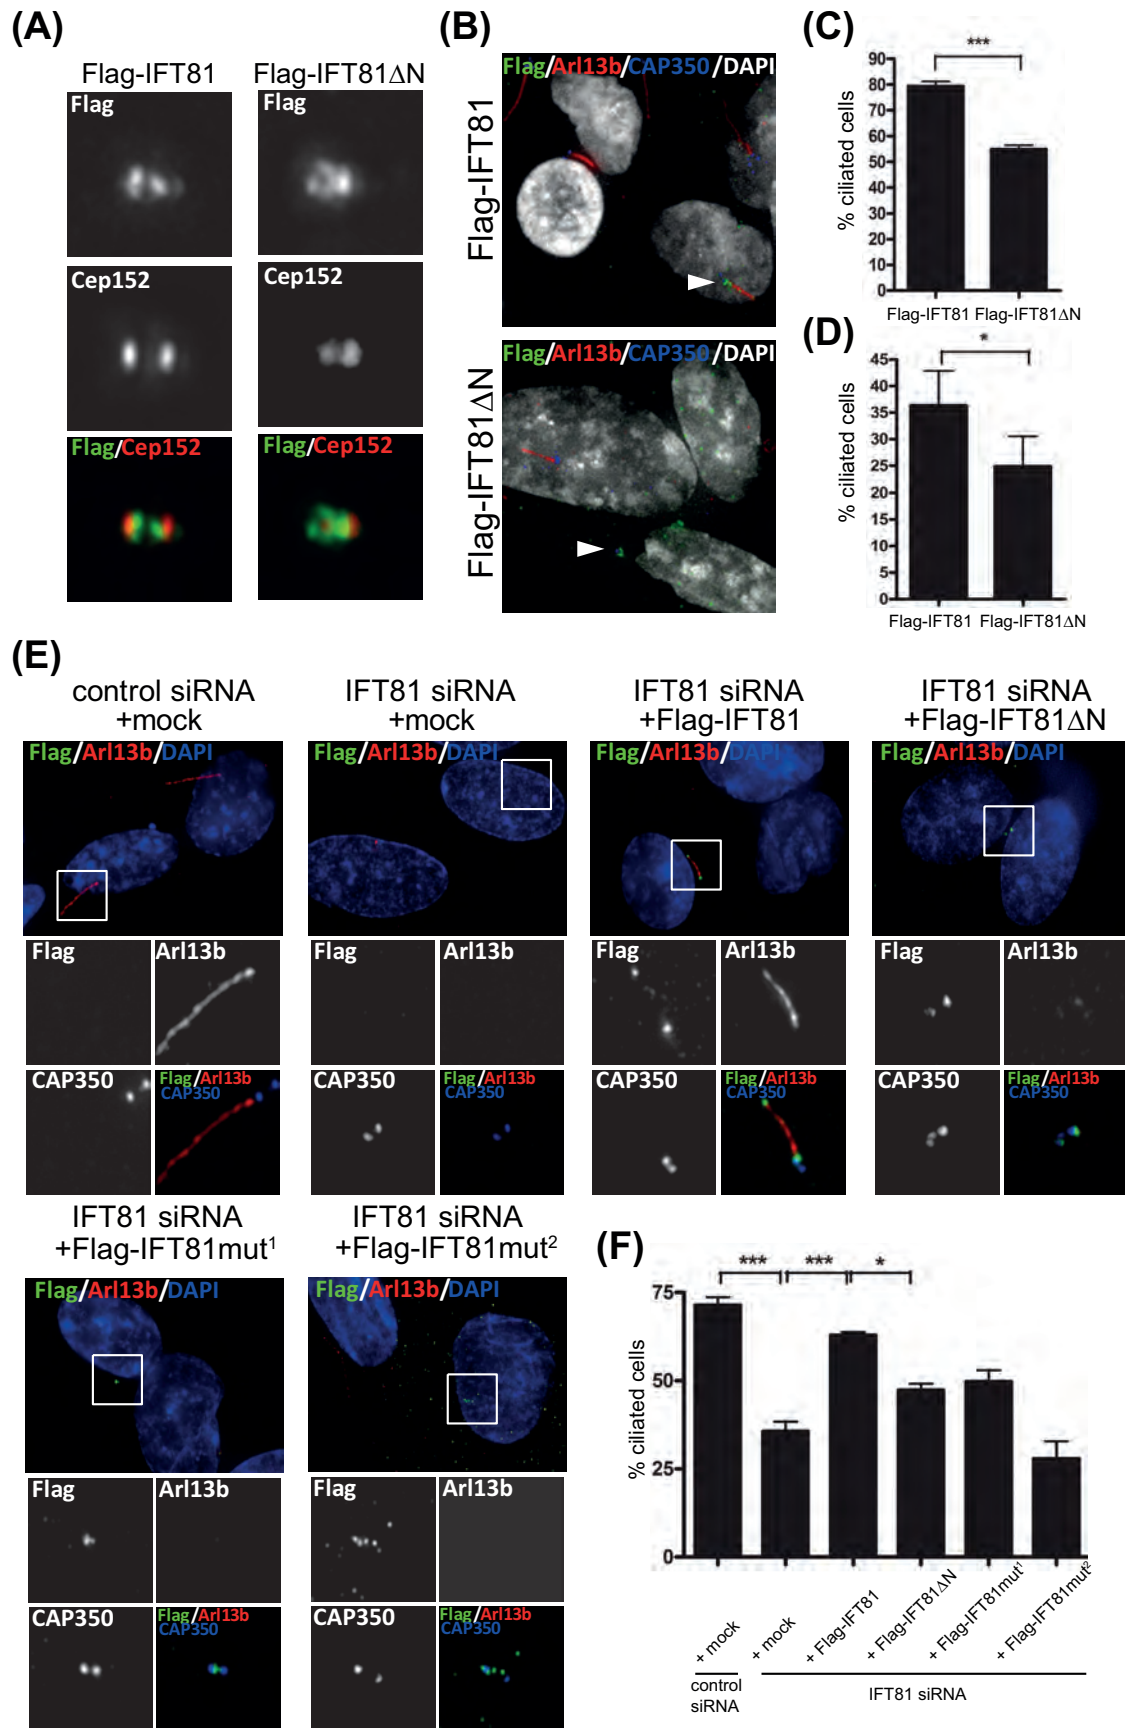 (A)
Flag-IFT81 Flag-IFT81ΔN
Flag Flag
Cep152 Cep152
Flag/Cep152 Flag/Cep152
(B)
Flag-IFT81
Flag/Arl13b/CAP350/DAPI
Flag-IFT81ΔN
Flag/Arl13b/CAP350/DAPI
(C)
***
% ciliated cells
90
80
70
60
50
40
30
20
10
0
Flag-IFT81 Flag-IFT81ΔN
(D)
*
% ciliated cells
45
40
35
30
25
20
15
10
5
0
Flag-IFT81 Flag-IFT81ΔN
(E)
control siRNA
+mock
Flag/Arl13b/DAPI
Flag Arl13b
CAP350 Flag/Arl13b
CAP350
IFT81 siRNA
+mock
Flag/Arl13b/DAPI
Flag Arl13b
CAP350 Flag/Arl13b
CAP350
IFT81 siRNA
+Flag-IFT81
Flag/Arl13b/DAPI
Flag Arl13b
CAP350 Flag/Arl13b
CAP350
IFT81 siRNA
+Flag-IFT81ΔN
Flag/Arl13b/DAPI
Flag Arl13b
CAP350 Flag/Arl13b
CAP350
IFT81 siRNA
+Flag-IFT81mut¹
Flag/Arl13b/DAPI
Flag Arl13b
CAP350 Flag/Arl13b
CAP350
IFT81 siRNA
+Flag-IFT81mut²
Flag/Arl13b/DAPI
Flag Arl13b
CAP350 Flag/Arl13b
CAP350
(F)
*** *** *
% ciliated cells
75
50
25
0
+ mock
+ mock
+ Flag-IFT81
+ Flag-IFT81ΔN
+ Flag-IFT81mut¹
+ Flag-IFT81mut²
control
siRNA
IFT81 siRNA